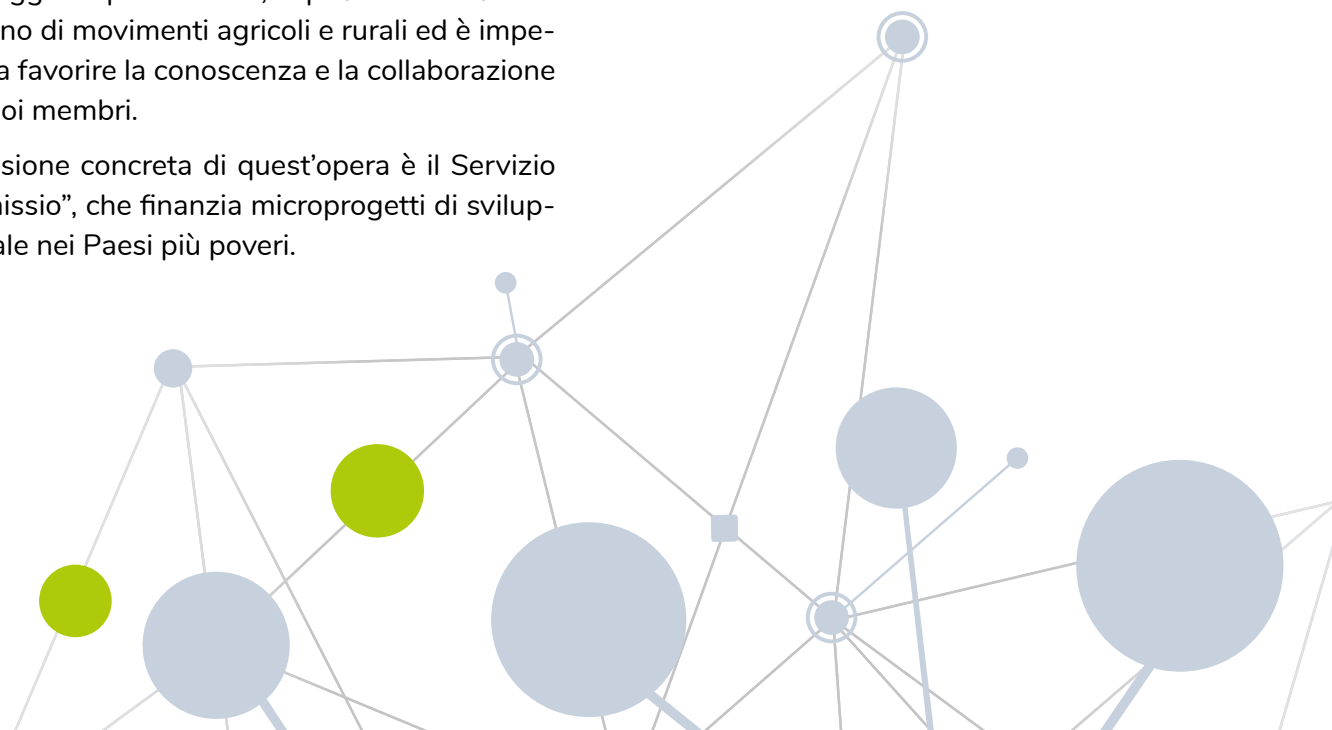 no di movimenti agricoli e rurali ed è impe-
a favorire la conoscenza e la collaborazione
oi membri.
sione concreta di quest’opera è il Servizio
issio”, che finanzia microprogetti di svilup-
ale nei Paesi più poveri.